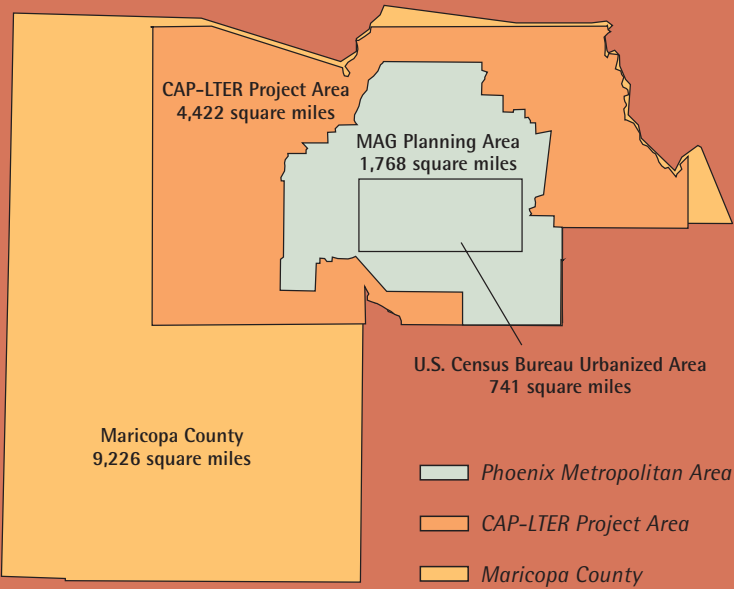 CAP-LTER Project Area
4,422 square miles
MAG Planning Area
1,768 square miles
U.S. Census Bureau Urbanized Area
741 square miles
Maricopa County
9,226 square miles
Phoenix Metropolitan Area
CAP-LTER Project Area
Maricopa County